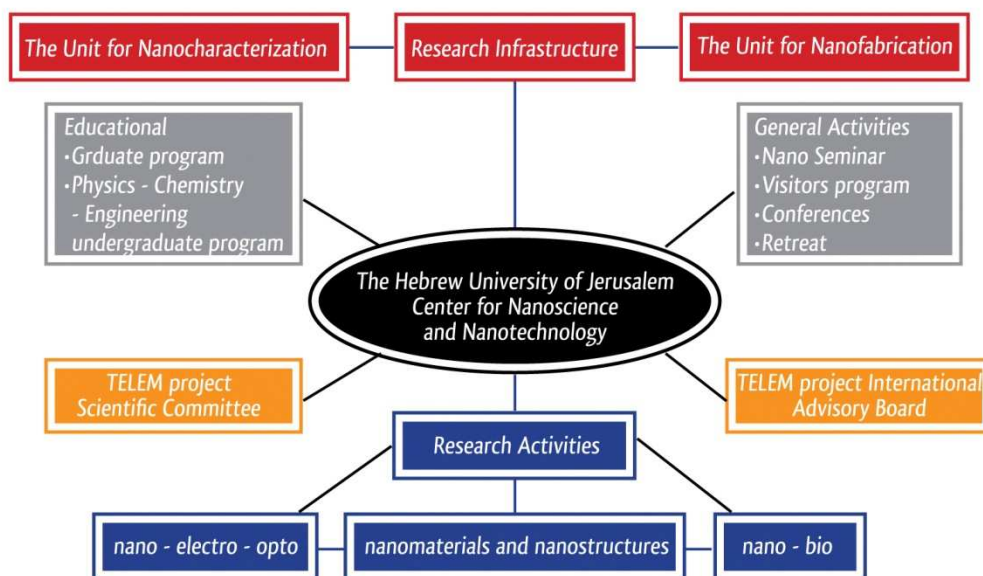 The Unit for Nanocharacterization
Research Infrastructure
The Unit for Nanofabrication
Educational
•Grduate program
•Physics - Chemistry
- Engineering
undergraduate program
General Activities
•Nano Seminar
•Visitors program
•Conferences
•Retreat
The Hebrew University of Jerusalem
Center for Nanoscience
and Nanotechnology
TELEM project
Scientific Committee
TELEM project International
Advisory Board
Research Activities
nano - electro - opto
nanomaterials and nanostructures
nano - bio